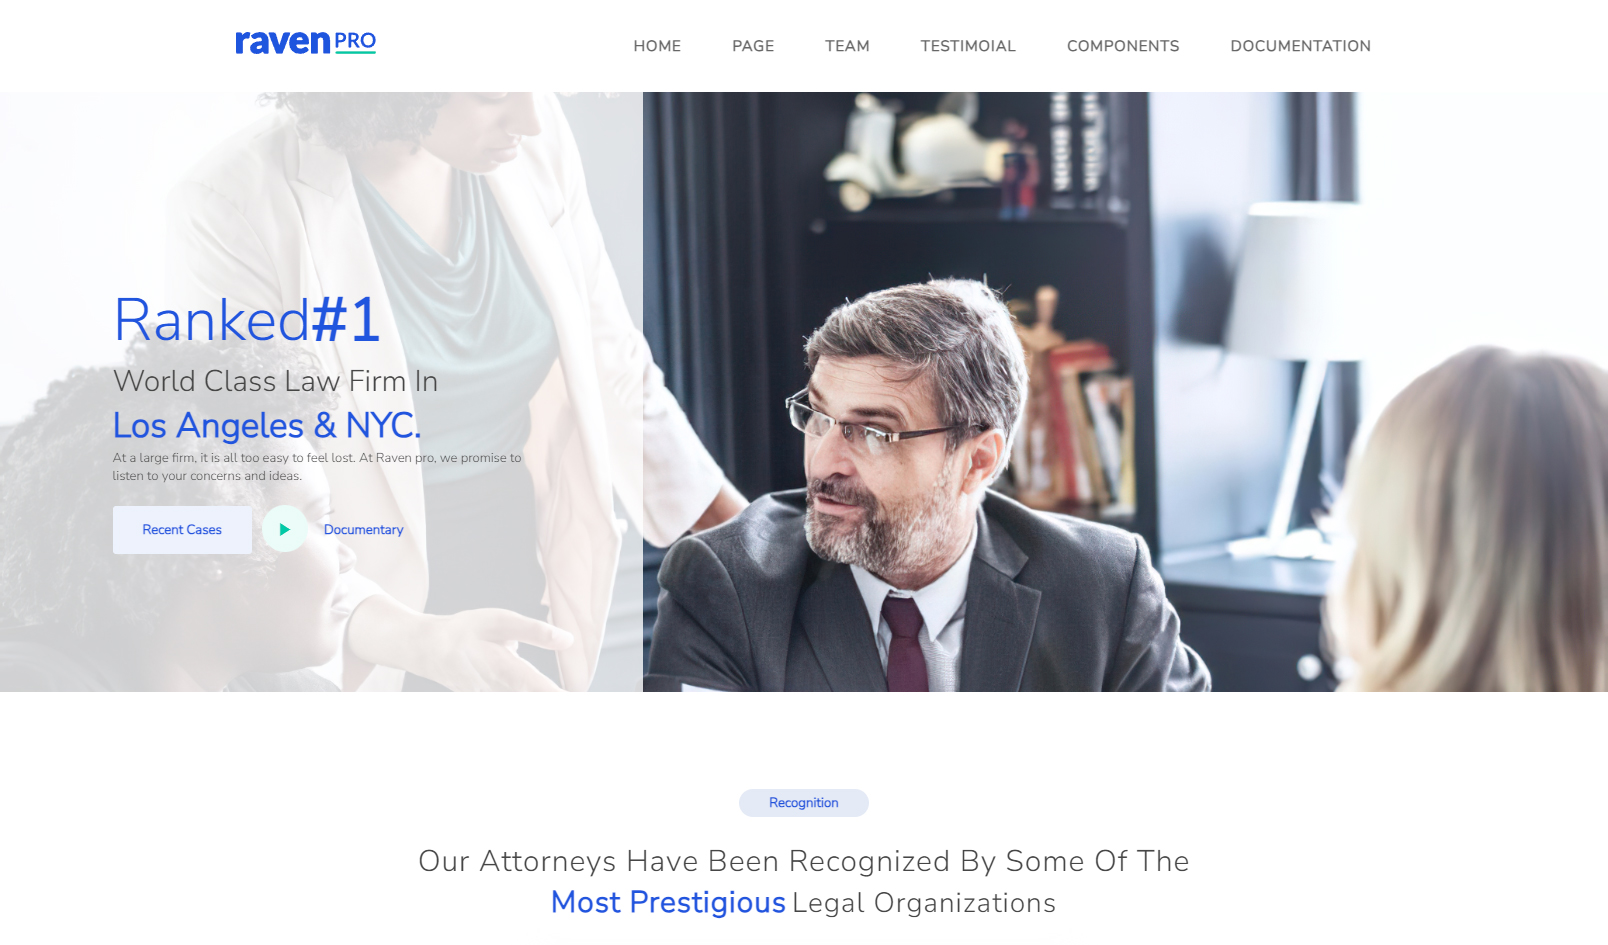 raven PRO
HOME PAGE TEAM TESTIMOIAL COMPONENTS DOCUMENTATION
Ranked#1
World Class Law Firm In
Los Angeles & NYC.
At a large firm, it is all too easy to feel lost. At Raven pro, we promise to
listen to your concerns and ideas.
Recent Cases
Documentary
Recognition
Our Attorneys Have Been Recognized By Some Of The
Most Prestigious Legal Organizations